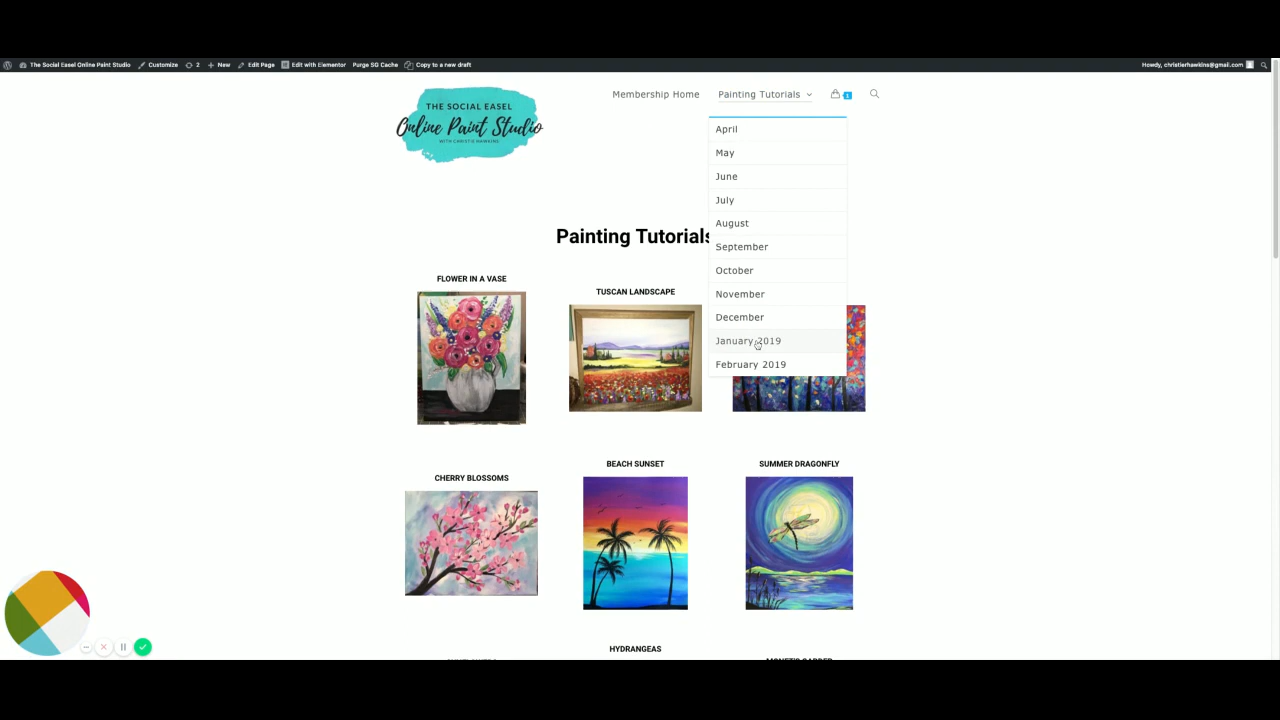 The Social Easel Online Paint Studio Customize 2 New Edit Page Edit with Elementor Purge SG Cache Copy to a new draft Howdy, christierhawkins@gmail.com
THE SOCIAL EASEL
Online Paint Studio
WITH CHRISTIE HAWKINS
Membership Home Painting Tutorials 1
April
May
June
July
August
September
October
November
December
January 2019
February 2019
Painting Tutorials
FLOWER IN A VASE
TUSCAN LANDSCAPE
CHERRY BLOSSOMS
BEACH SUNSET
SUMMER DRAGONFLY
HYDRANGEAS